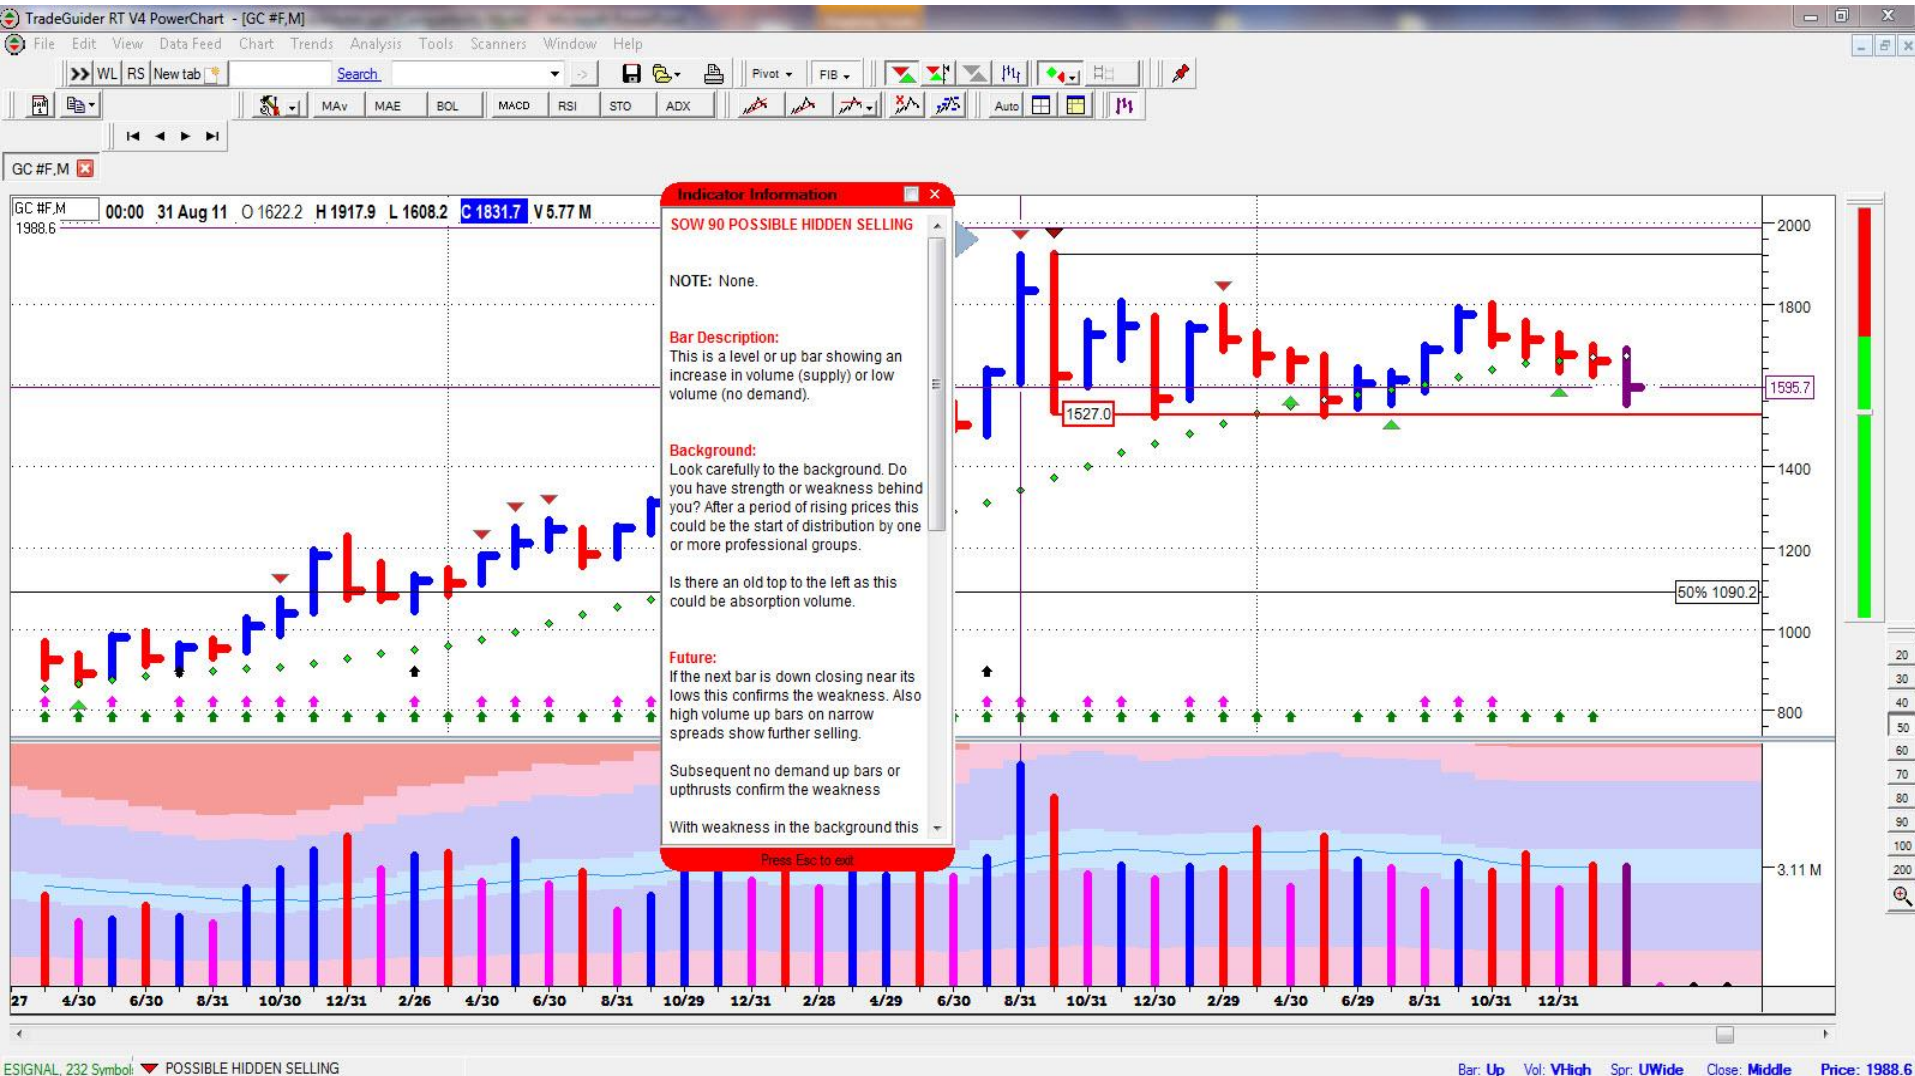 TradeGuider RT V4 PowerChart - [GC #F,M]
File Edit View Data Feed Chart Trends Analysis Tools Scanners Window Help
WL RS New tab Search Pivot FIB
MAv MAE BOL MACD RSI STO ADX Auto
GC #F,M
GC #F,M 00:00 31 Aug 11 O 1622.2 H 1917.9 L 1608.2 C 1831.7 V 5.77 M
1988.6
Indicator Information
SOW 90 POSSIBLE HIDDEN SELLING
NOTE: None.
Bar Description:
This is a level or up bar showing an
increase in volume (supply) or low
volume (no demand).
Background:
Look carefully to the background. Do
you have strength or weakness behind
you? After a period of rising prices this
could be the start of distribution by one
or more professional groups.
Is there an old top to the left as this
could be absorption volume.
Future:
If the next bar is down closing near its
lows this confirms the weakness. Also
high volume up bars on narrow
spreads show further selling.
Subsequent no demand up bars or
upthrusts confirm the weakness
With weakness in the background this
Press Esc to exit
2000
1800
1595.7
1527.0
1400
1200
50% 1090.2
1000
800
3.11 M
20
30
40
50
60
70
80
90
100
200
27 4/30 6/30 8/31 10/30 12/31 2/26 4/30 6/30 8/31 10/29 12/31 2/28 4/29 6/30 8/31 10/31 12/30 2/29 4/30 6/29 8/31 10/31 12/31
ESIGNAL, 232 Symbol POSSIBLE HIDDEN SELLING Bar: Up Vol: VHigh Spr: UWide Close: Middle Price: 1988.6